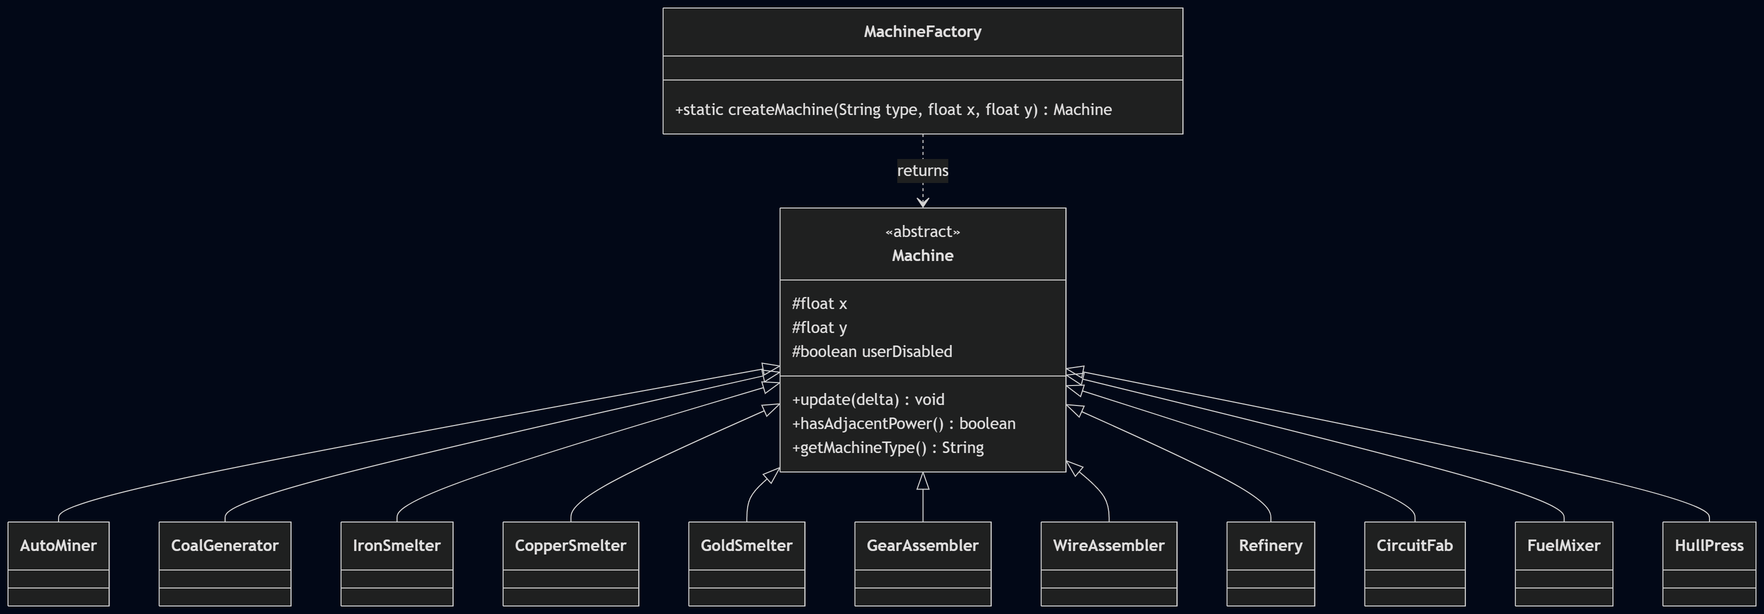 MachineFactory
+static createMachine(String type, float x, float y) : Machine
returns
«abstract»
Machine
#float x
#float y
#boolean userDisabled
+update(delta) : void
+hasAdjacentPower() : boolean
+getMachineType() : String
AutoMiner
CoalGenerator
IronSmelter
CopperSmelter
GoldSmelter
GearAssembler
WireAssembler
Refinery
CircuitFab
FuelMixer
HullPress